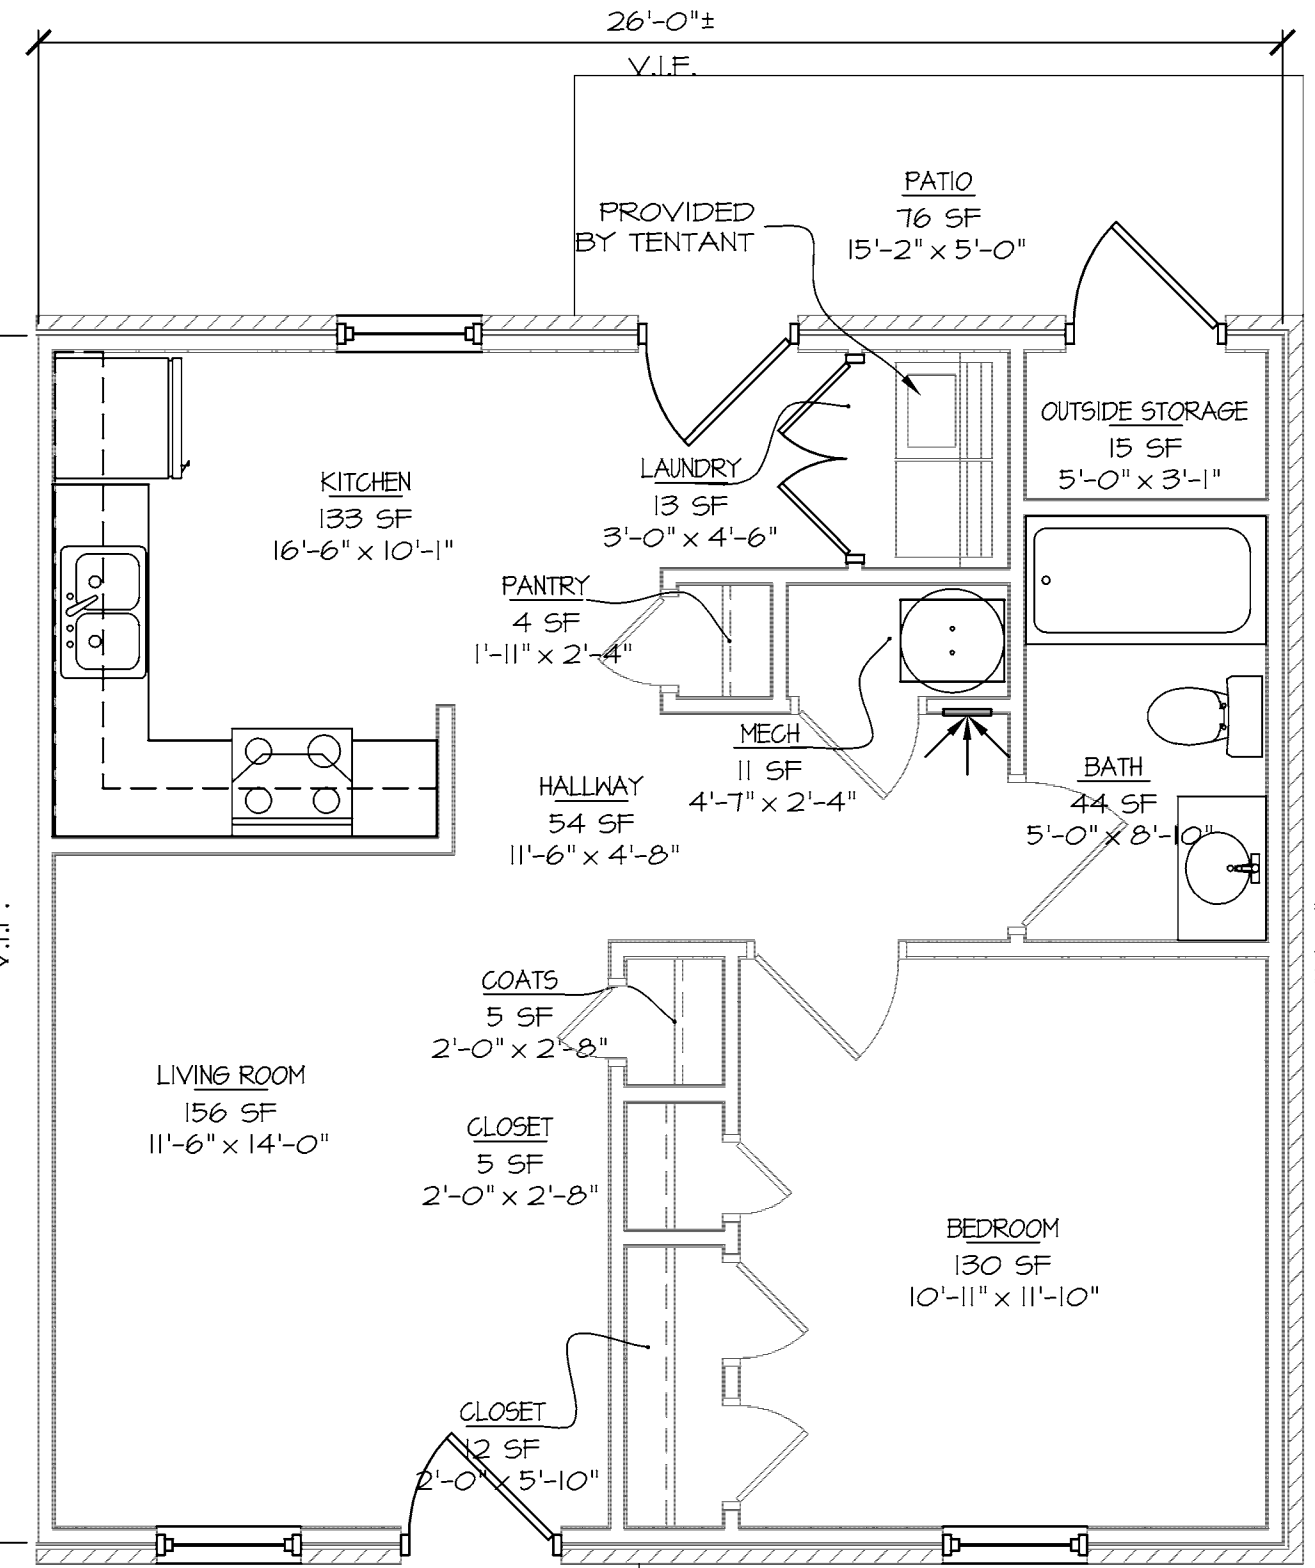 26'-0"±
V.I.F.
PATIO
76 SF
15'-2" x 5'-0"
PROVIDED
BY TENTANT
OUTSIDE STORAGE
15 SF
5'-0" x 3'-1"
KITCHEN
133 SF
16'-6" x 10'-1"
LAUNDRY
13 SF
3'-0" x 4'-6"
PANTRY
4 SF
1'-11" x 2'-4"
MECH
11 SF
4'-7" x 2'-4"
HALLWAY
54 SF
11'-6" x 4'-8"
BATH
44 SF
5'-0" x 8'-10"
V.I.F.
COATS
5 SF
2'-0" x 2'-8"
LIVING ROOM
156 SF
11'-6" x 14'-0"
CLOSET
5 SF
2'-0" x 2'-8"
BEDROOM
130 SF
10'-11" x 11'-10"
CLOSET
12 SF
2'-0" x 5'-10"